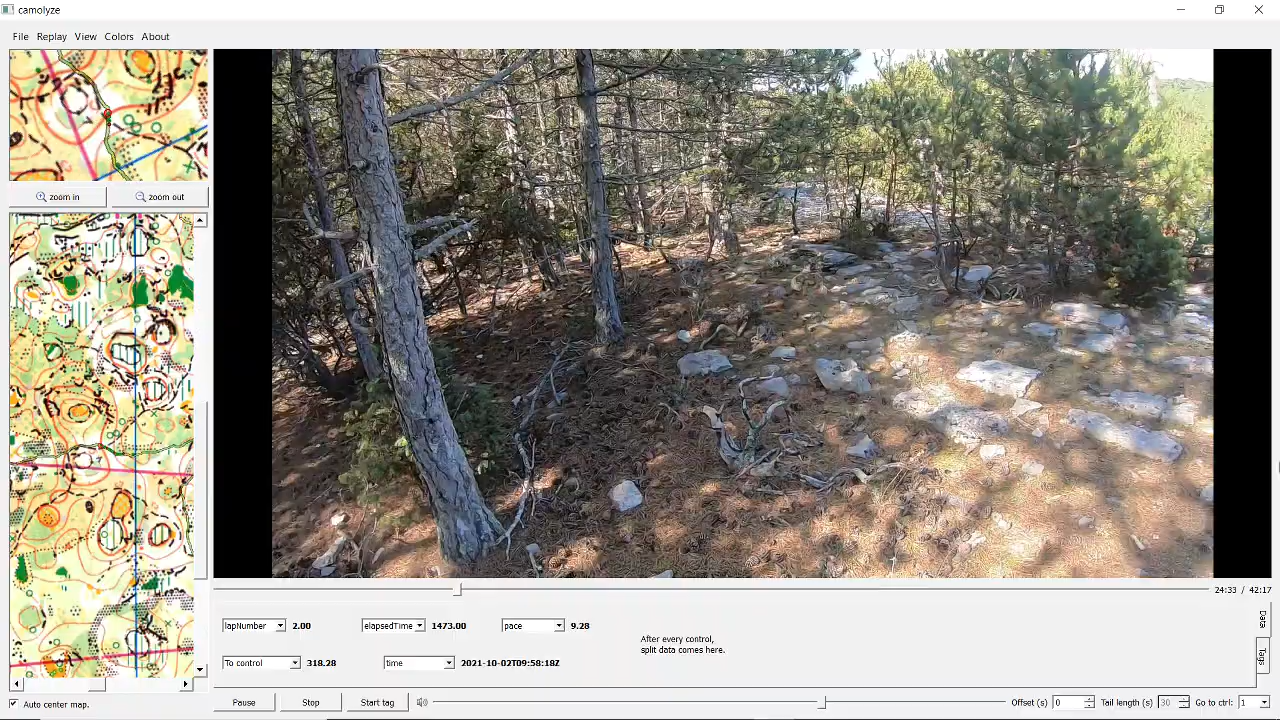 camolyze
File Replay View Colors About
zoom in zoom out
24:33 / 42:17
lapNumber 2.00 elapsedTime 1473.00 pace 9.28
After every control,
split data comes here.
To control 318.28 time 2021-10-02T09:58:18Z
Data
Tags
Auto center map.
Pause Stop Start tag Offset (s) 0 Tail length (s) 30 Go to ctrl: 1